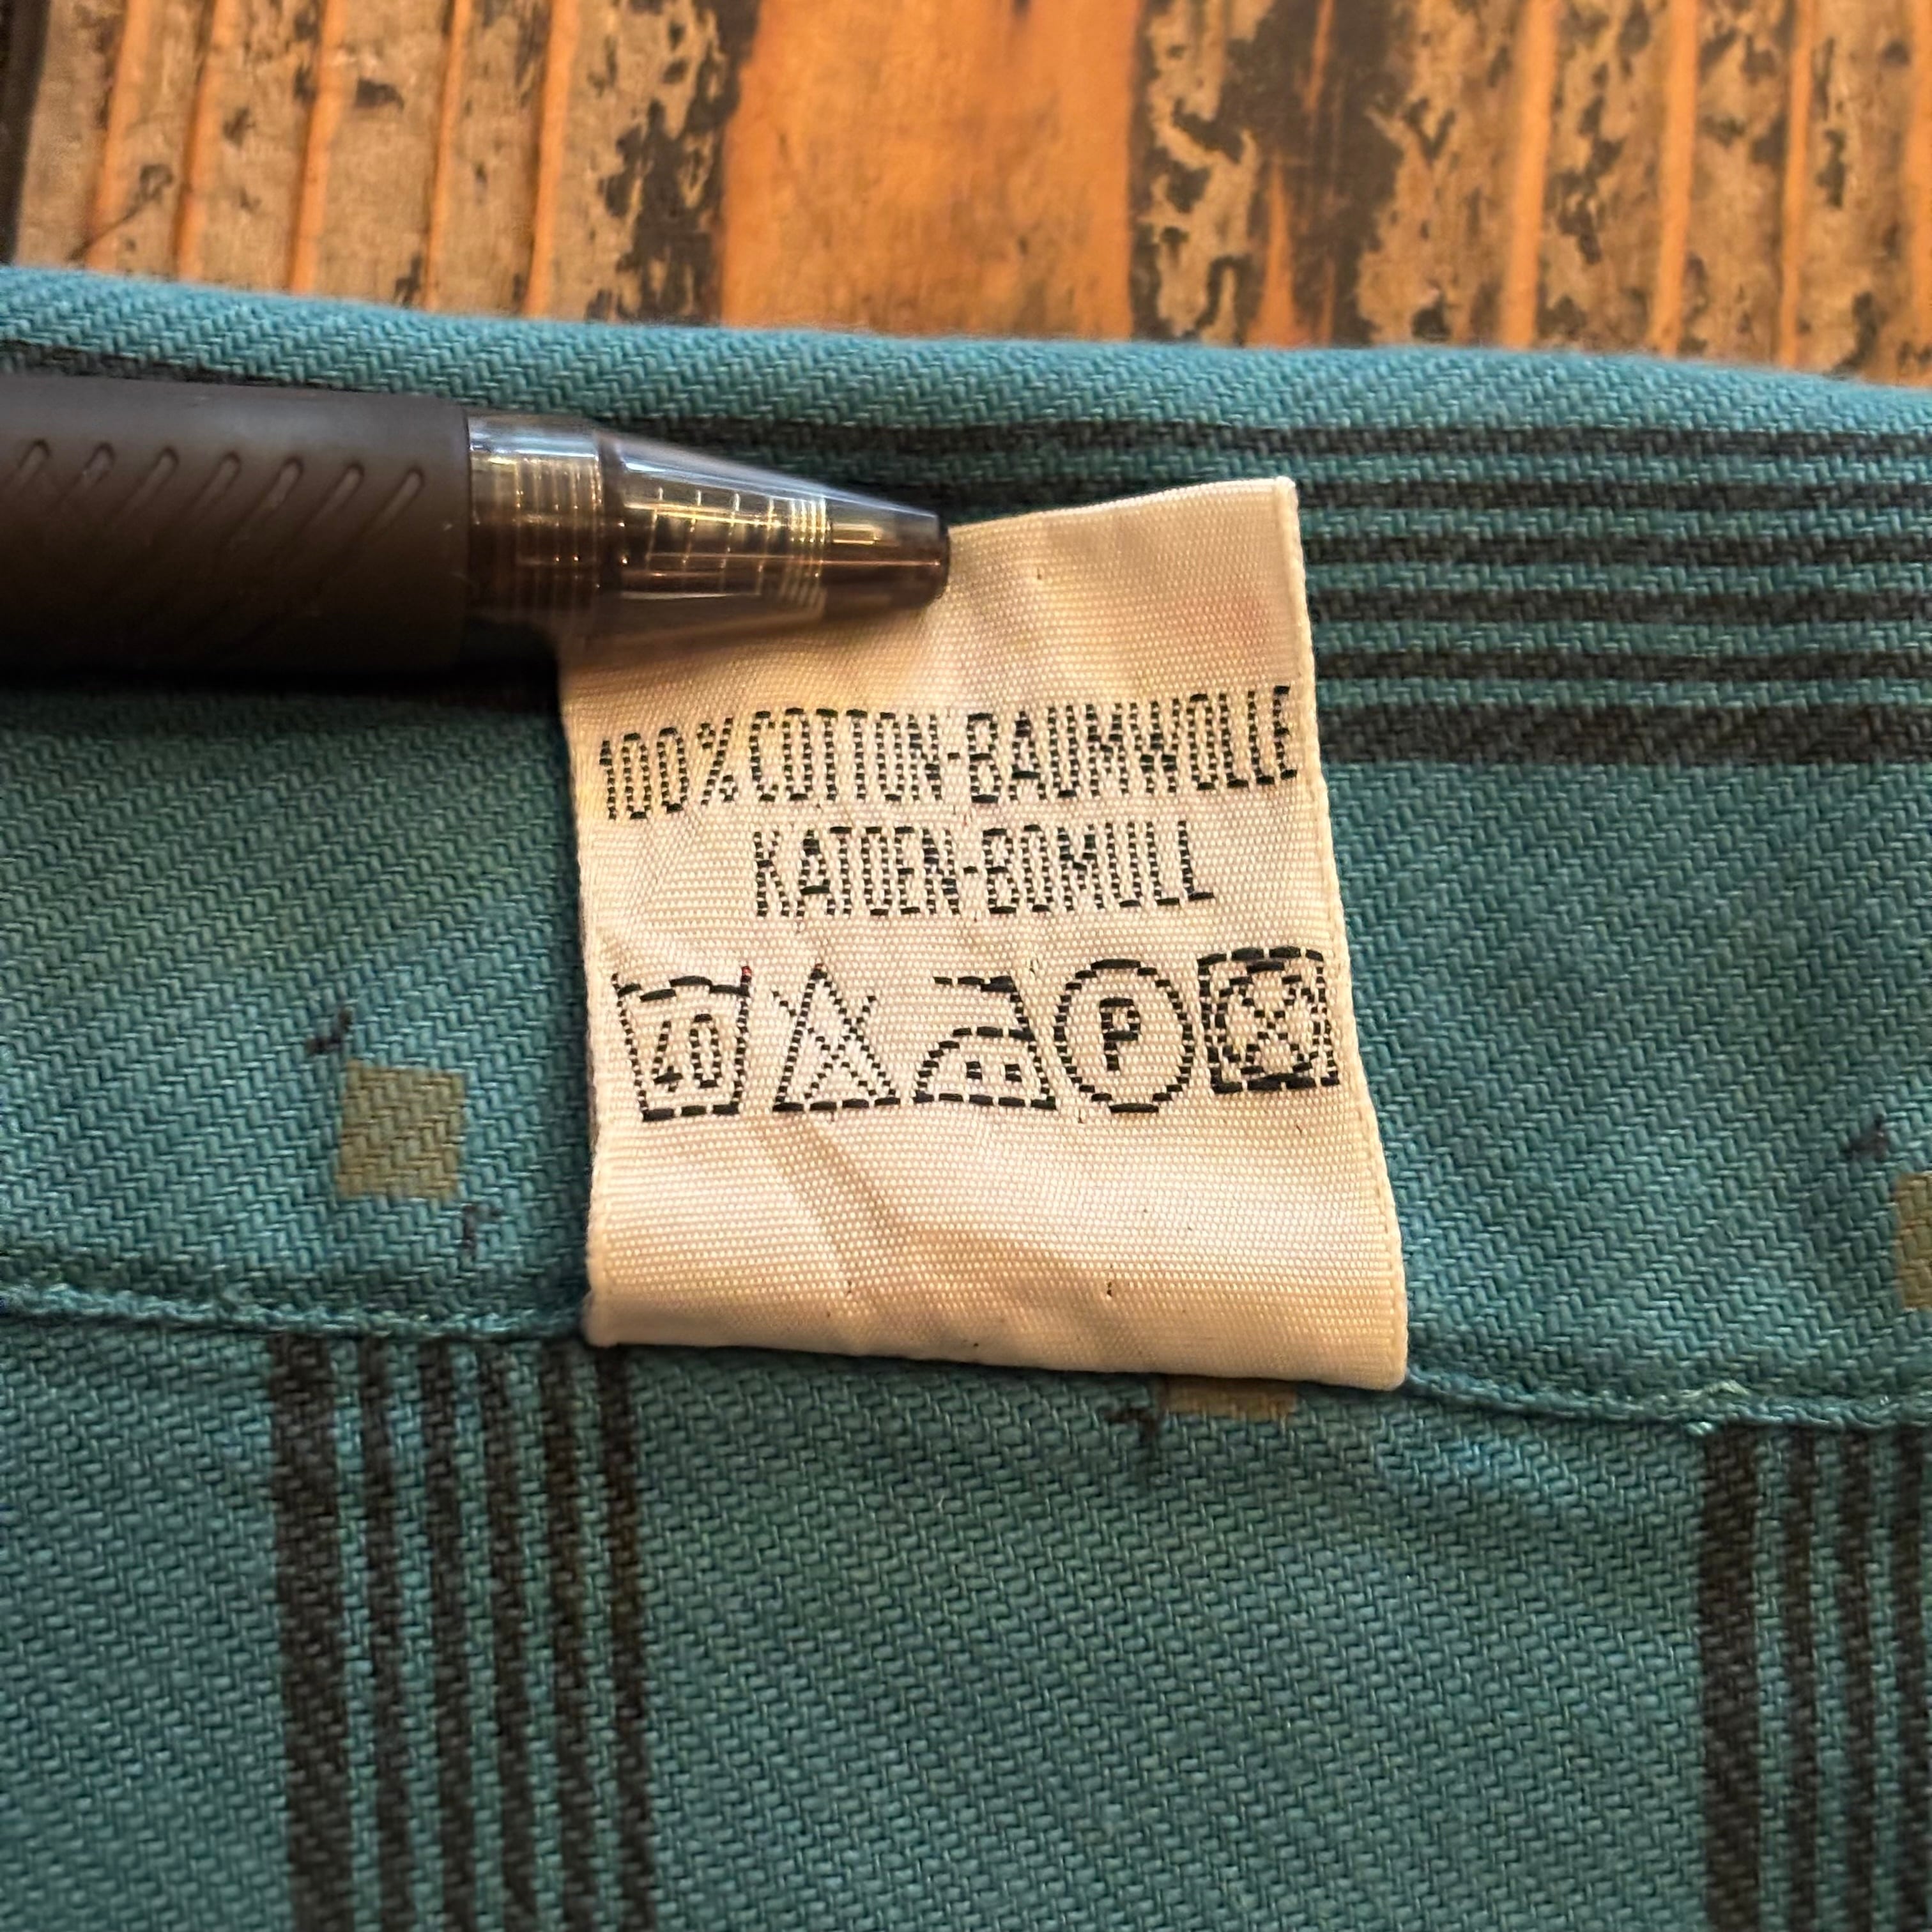 100% COTTON-BAUMWOLLE
KATOEN-BOMULL
40 P